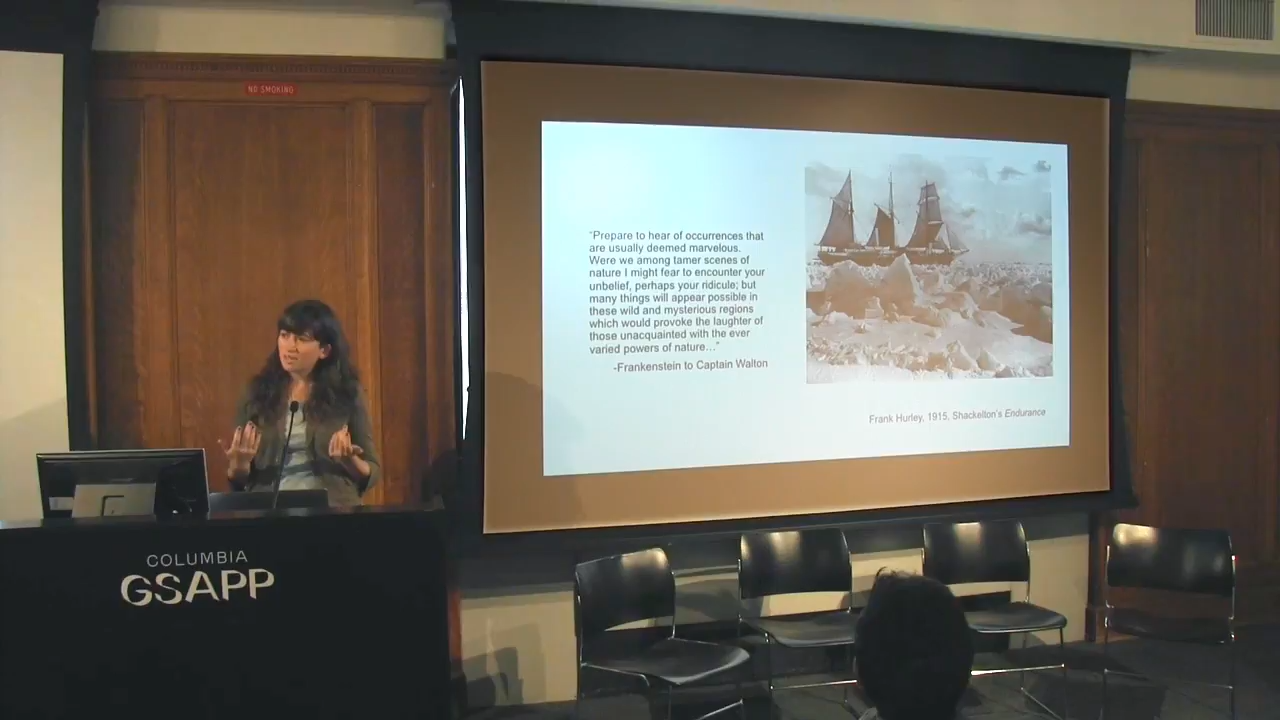 NO SMOKING
"Prepare to hear of occurrences that
are usually deemed marvelous.
Were we among tamer scenes of
nature I might fear to encounter your
unbelief, perhaps your ridicule; but
many things will appear possible in
these wild and mysterious regions
which would provoke the laughter of
those unacquainted with the ever
varied powers of nature..."
-Frankenstein to Captain Walton
Frank Hurley, 1915. Shackelton's Endurance
COLUMBIA
GSAPP